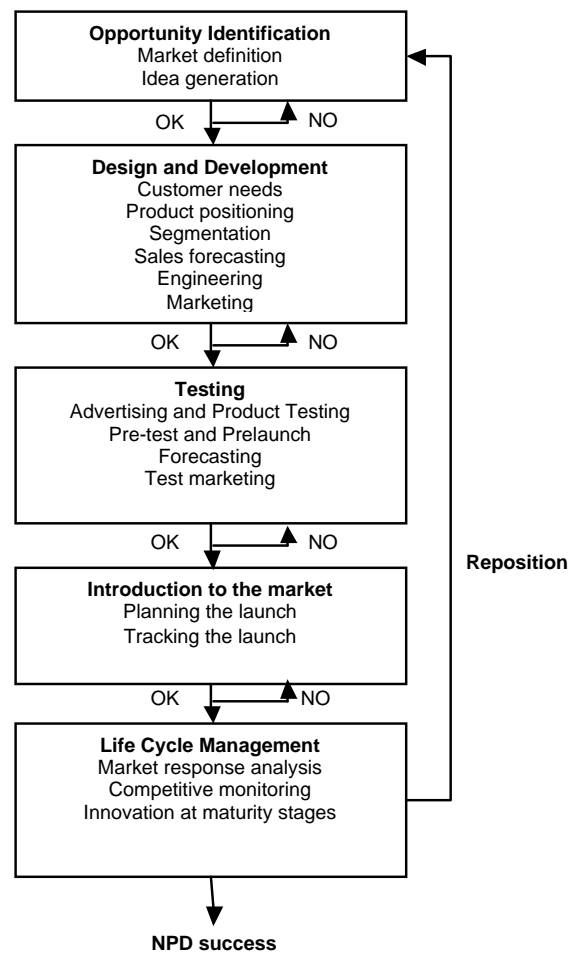 Opportunity Identification
Market definition
Idea generation
OK
NO
Design and Development
Customer needs
Product positioning
Segmentation
Sales forecasting
Engineering
Marketing
OK
NO
Testing
Advertising and Product Testing
Pre-test and Prelaunch
Forecasting
Test marketing
OK
NO
Reposition
Introduction to the market
Planning the launch
Tracking the launch
OK
NO
Life Cycle Management
Market response analysis
Competitive monitoring
Innovation at maturity stages
NPD success